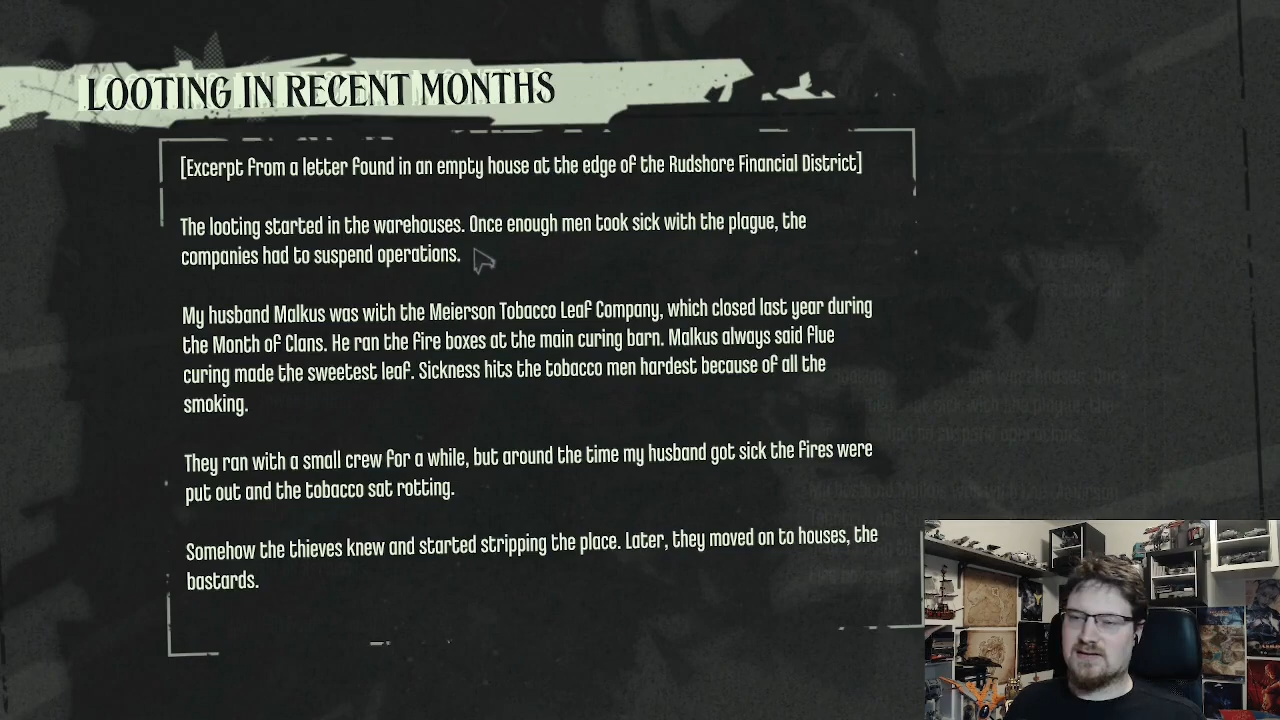 LOOTING IN RECENT MONTHS
[Excerpt from a letter found in an empty house at the edge of the Rudshore Financial District]
The looting started in the warehouses. Once enough men took sick with the plague, the
companies had to suspend operations.
My husband Malkus was with the Meierson Tobacco Leaf Company, which closed last year during
the Month of Clans. He ran the fire boxes at the main curing barn. Malkus always said flue
curing made the sweetest leaf. Sickness hits the tobacco men hardest because of all the
smoking.
They ran with a small crew for a while, but around the time my husband got sick the fires were
put out and the tobacco sat rotting.
Somehow the thieves knew and started stripping the place. Later, they moved on to houses, the
bastards.